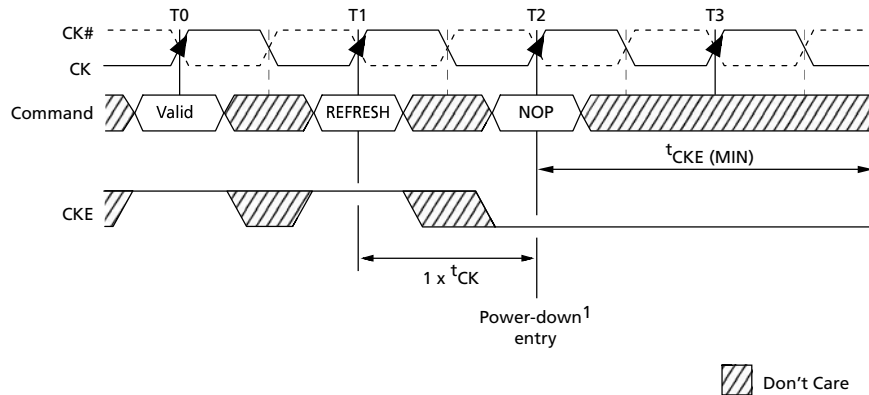 T0 T1 T2 T3
CK#
CK
Command Valid REFRESH NOP
tCKE (MIN)
CKE
1 x tCK
Power-down1
entry
Don't Care